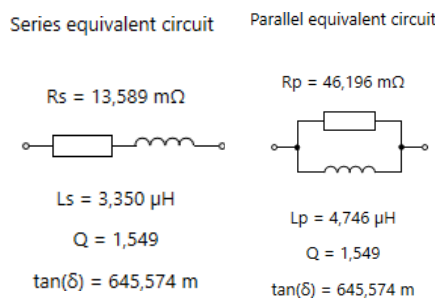 Series equivalent circuit
Rs = 13,589 mΩ
Ls = 3,350 µH
Q = 1,549
tan(δ) = 645,574 m
Parallel equivalent circuit
Rp = 46,196 mΩ
Lp = 4,746 µH
Q = 1,549
tan(δ) = 645,574 m